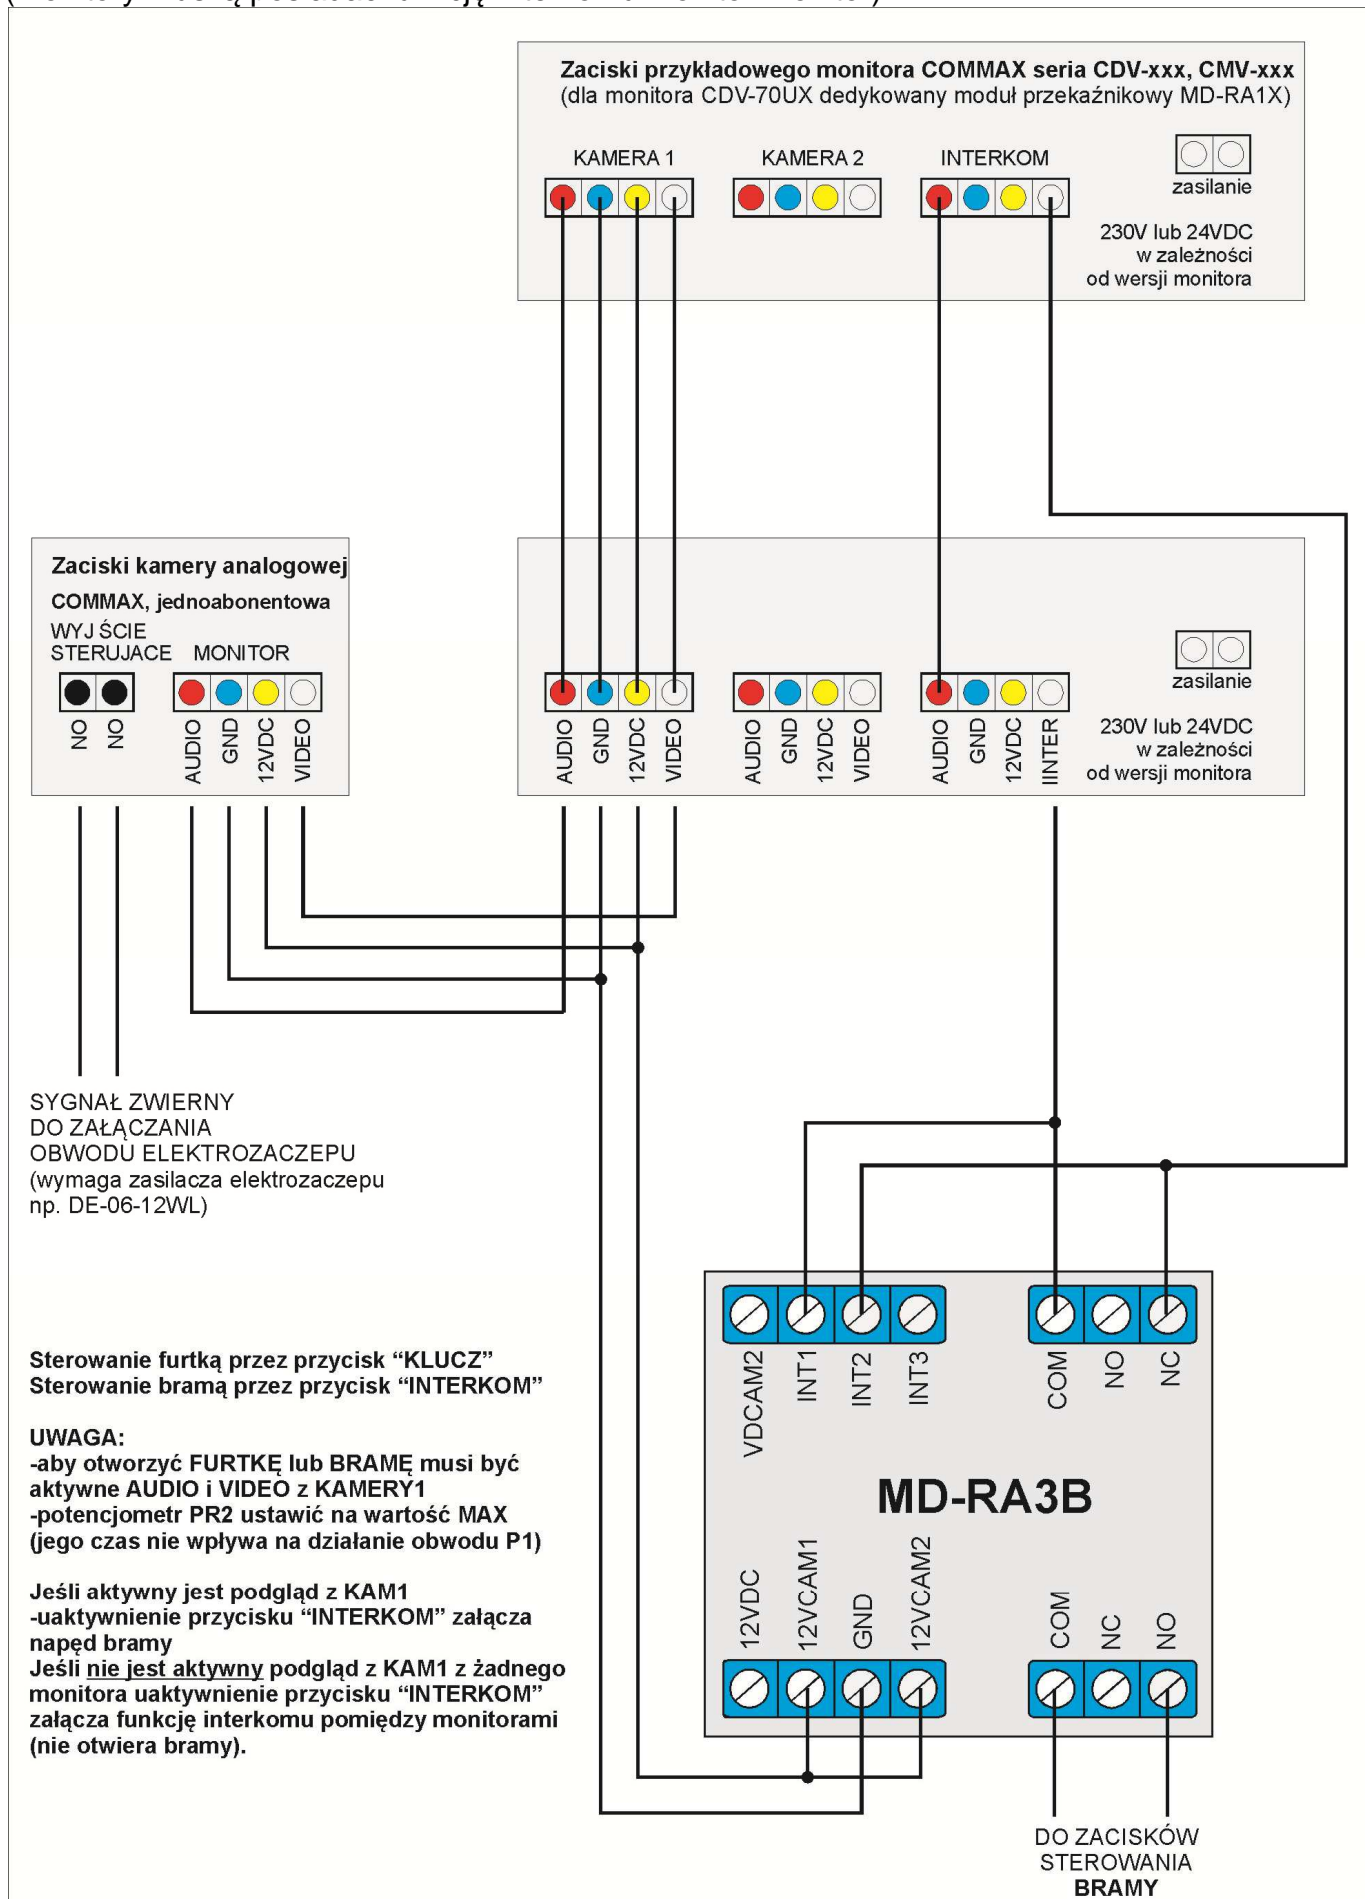 Zaciski przykładowego monitora COMMAX seria CDV-xxx, CMV-xxx
(dla monitora CDV-70UX dedykowany moduł przekaźnikowy MD-RA1X)
KAMERA 1
KAMERA 2
INTERKOM
zasilanie
230V lub 24VDC
w zależności
od wersji monitora
Zaciski kamery analogowej
COMMAX, jednoabonentowa
WYJ ŚCIE
STERUJACE
MONITOR
NO
NO
AUDIO
GND
12VDC
VIDEO
AUDIO
GND
12VDC
VIDEO
AUDIO
GND
12VDC
VIDEO
AUDIO
GND
12VDC
IINTER
zasilanie
230V lub 24VDC
w zależności
od wersji monitora
SYGNAŁ ZWIERNY
DO ZAŁĄCZANIA
OBWODU ELEKTROZACZEPU
(wymaga zasilacza elektrozaczepu
np. DE-06-12WL)
Sterowanie furtką przez przycisk “KLUCZ”
Sterowanie bramą przez przycisk “INTERKOM”
UWAGA:
-aby otworzyć FURTKĘ lub BRAMĘ musi być
aktywne AUDIO i VIDEO z KAMERY1
-potencjometr PR2 ustawić na wartość MAX
(jego czas nie wpływa na działanie obwodu P1)
Jeśli aktywny jest podgląd z KAM1
-uaktywnienie przycisku “INTERKOM” załącza
napęd bramy
Jeśli nie jest aktywny podgląd z KAM1 z żadnego
monitora uaktywnienie przycisku “INTERKOM”
załącza funkcję interkomu pomiędzy monitorami
(nie otwiera bramy).
VDCAM2
INT1
INT2
INT3
COM
NO
NC
MD-RA3B
12VDC
12VCAM1
GND
12VCAM2
COM
NC
NO
DO ZACISKÓW
STEROWANIA
BRAMY